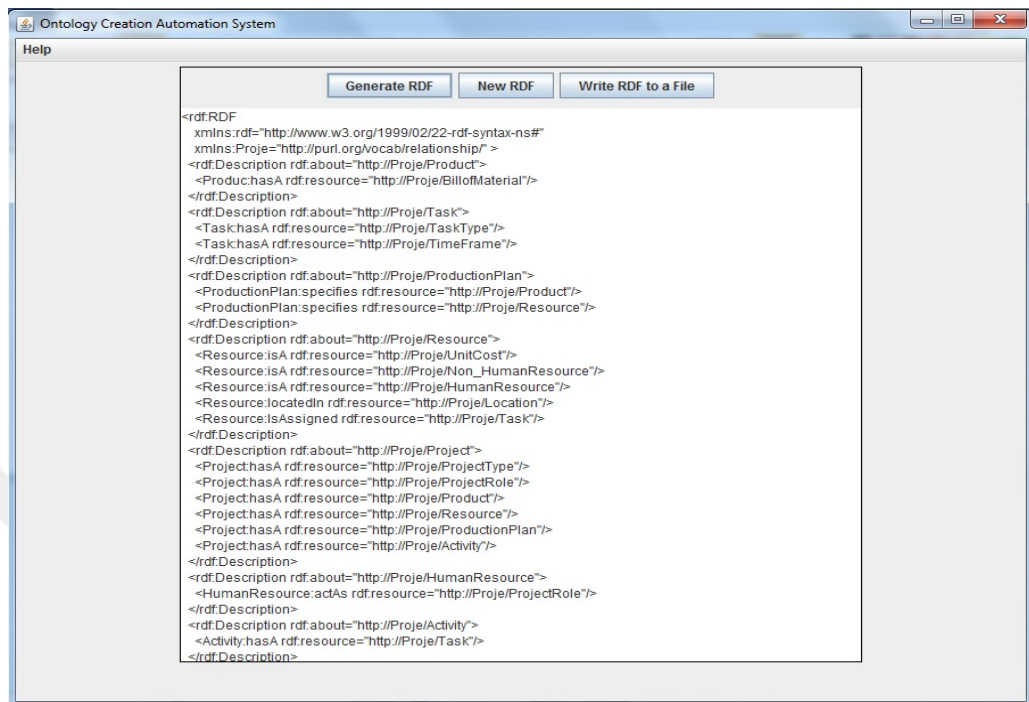 Ontology Creation Automation System
Help
Generate RDF New RDF Write RDF to a File
<rdf:RDF
xmlns:rdf="http://www.w3.org/1999/02/22-rdf-syntax-ns#"
xmlns:Proje="http://purl.org/vocab/relationship/" >
<rdf:Description rdf:about="http://Proje/Product">
<Produc:hasA rdf:resource="http://Proje/BillofMaterial"/>
</rdf:Description>
<rdf:Description rdf:about="http://Proje/Task">
<Task:hasA rdf:resource="http://Proje/TaskType"/>
<Task:hasA rdf:resource="http://Proje/TimeFrame"/>
</rdf:Description>
<rdf:Description rdf:about="http://Proje/ProductionPlan">
<ProductionPlan:specifies rdf:resource="http://Proje/Product"/>
<ProductionPlan:specifies rdf:resource="http://Proje/Resource"/>
</rdf:Description>
<rdf:Description rdf:about="http://Proje/Resource">
<Resource:isA rdf:resource="http://Proje/UnitCost"/>
<Resource:isA rdf:resource="http://Proje/Non_HumanResource"/>
<Resource:isA rdf:resource="http://Proje/HumanResource"/>
<Resource:locatedIn rdf:resource="http://Proje/Location"/>
<Resource:IsAssigned rdf:resource="http://Proje/Task"/>
</rdf:Description>
<rdf:Description rdf:about="http://Proje/Project">
<Project:hasA rdf:resource="http://Proje/ProjectType"/>
<Project:hasA rdf:resource="http://Proje/ProjectRole"/>
<Project:hasA rdf:resource="http://Proje/Product"/>
<Project:hasA rdf:resource="http://Proje/Resource"/>
<Project:hasA rdf:resource="http://Proje/ProductionPlan"/>
<Project:hasA rdf:resource="http://Proje/Activity"/>
</rdf:Description>
<rdf:Description rdf:about="http://Proje/HumanResource">
<HumanResource:actAs rdf:resource="http://Proje/ProjectRole"/>
</rdf:Description>
<rdf:Description rdf:about="http://Proje/Activity">
<Activity:hasA rdf:resource="http://Proje/Task"/>
</rdf:Description>